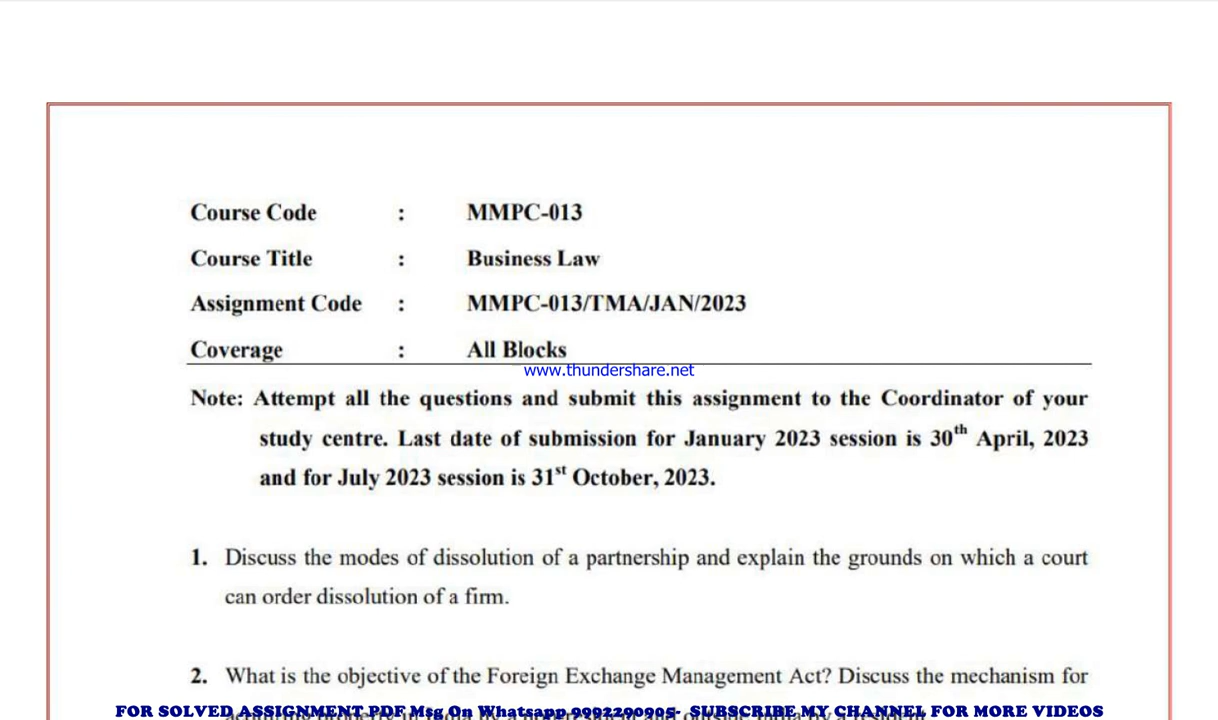 Course Code : MMPC-013
Course Title : Business Law
Assignment Code : MMPC-013/TMA/JAN/2023
Coverage : All Blocks
www.thundershare.net
Note: Attempt all the questions and submit this assignment to the Coordinator of your
study centre. Last date of submission for January 2023 session is 30th April, 2023
and for July 2023 session is 31st October, 2023.
1. Discuss the modes of dissolution of a partnership and explain the grounds on which a court
can order dissolution of a firm.
2. What is the objective of the Foreign Exchange Management Act? Discuss the mechanism for
FOR SOLVED ASSIGNMENT PDF Msg On Whatsapp 9992290905- SUBSCRIBE MY CHANNEL FOR MORE VIDEOS